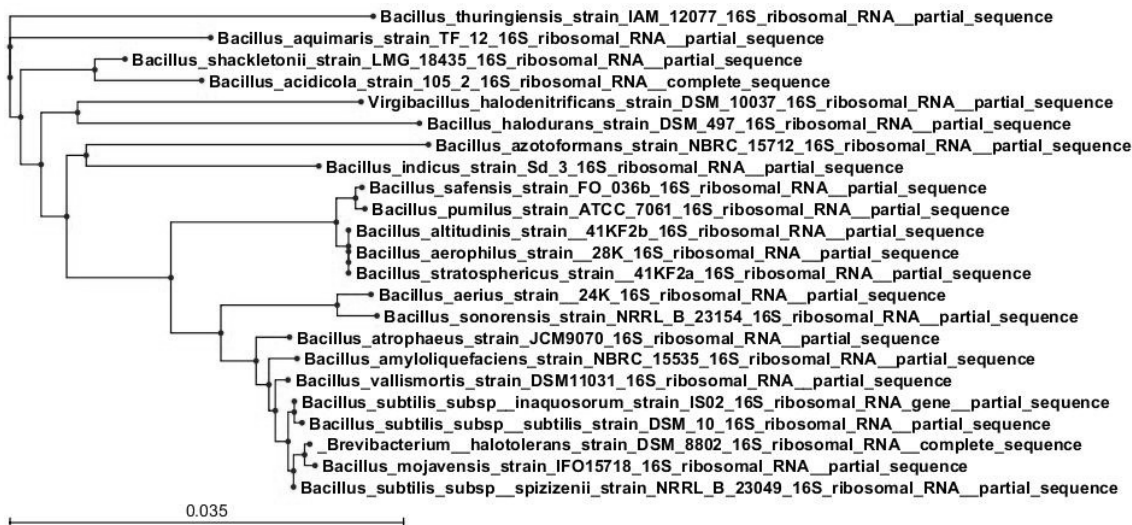 Bacillus_thuringiensis_strain_IAM_12077_16S_ribosomal_RNA__partial_sequence
Bacillus_aquimaris_strain_TF_12_16S_ribosomal_RNA__partial_sequence
Bacillus_shackletonii_strain_LMG_18435_16S_ribosomal_RNA__partial_sequence
Bacillus_acidicola_strain_105_2_16S_ribosomal_RNA__complete_sequence
Virgibacillus_halodenitrificans_strain_DSM_10037_16S_ribosomal_RNA__partial_sequence
Bacillus_halodurans_strain_DSM_497_16S_ribosomal_RNA__partial_sequence
Bacillus_azotoformans_strain_NBRC_15712_16S_ribosomal_RNA__partial_sequence
Bacillus_indicus_strain_Sd_3_16S_ribosomal_RNA__partial_sequence
Bacillus_safensis_strain_FO_036b_16S_ribosomal_RNA__partial_sequence
Bacillus_pumilus_strain_ATCC_7061_16S_ribosomal_RNA__partial_sequence
Bacillus_altitudinis_strain__41KF2b_16S_ribosomal_RNA__partial_sequence
Bacillus_aerophilus_strain__28K_16S_ribosomal_RNA__partial_sequence
Bacillus_stratosphericus_strain__41KF2a_16S_ribosomal_RNA__partial_sequence
Bacillus_aerius_strain__24K_16S_ribosomal_RNA__partial_sequence
Bacillus_sonorensis_strain_NRRL_B_23154_16S_ribosomal_RNA__partial_sequence
Bacillus_atrophaeus_strain_JCM9070_16S_ribosomal_RNA__partial_sequence
Bacillus_amyloliquefaciens_strain_NBRC_15535_16S_ribosomal_RNA__partial_sequence
Bacillus_vallismortis_strain_DSM11031_16S_ribosomal_RNA__partial_sequence
Bacillus_subtilis_subsp__inaquosorum_strain_IS02_16S_ribosomal_RNA_gene__partial_sequence
Bacillus_subtilis_subsp__subtilis_strain_DSM_10_16S_ribosomal_RNA__partial_sequence
_Brevibacterium__halotolerans_strain_DSM_8802_16S_ribosomal_RNA__complete_sequence
Bacillus_mojavensis_strain_IFO15718_16S_ribosomal_RNA__partial_sequence
Bacillus_subtilis_subsp__spizizenii_strain_NRRL_B_23049_16S_ribosomal_RNA__partial_sequence
0.035